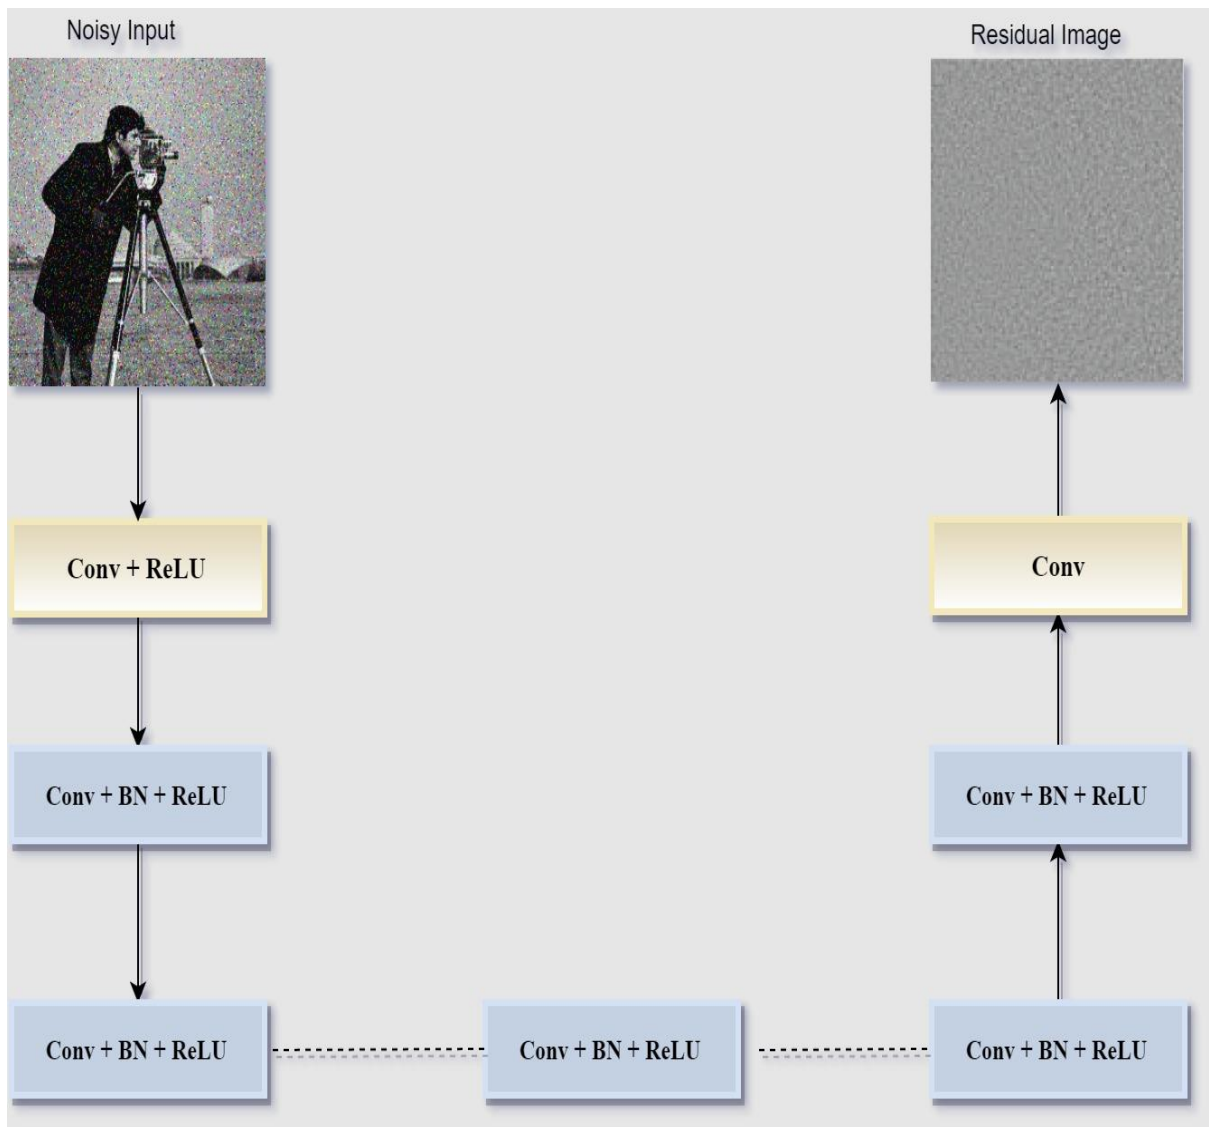 Noisy Input
Residual Image
Conv + ReLU
Conv
Conv + BN + ReLU
Conv + BN + ReLU
Conv + BN + ReLU
Conv + BN + ReLU
Conv + BN + ReLU